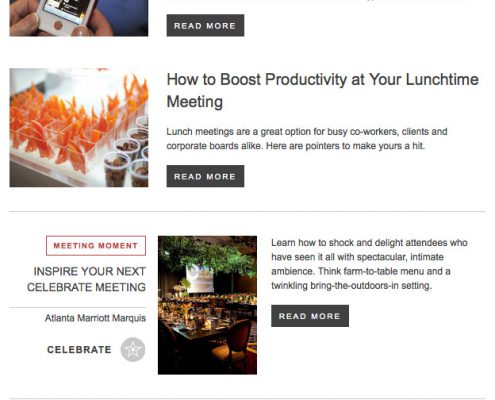 READ MORE
How to Boost Productivity at Your Lunchtime
Meeting
Lunch meetings are a great option for busy co-workers, clients and
corporate boards alike. Here are pointers to make yours a hit.
READ MORE
MEETING MOMENT
INSPIRE YOUR NEXT
CELEBRATE MEETING
Atlanta Marriott Marquis
CELEBRATE
Learn how to shock and delight attendees who
have seen it all with spectacular, intimate
ambience. Think farm-to-table menu and a
twinkling bring-the-outdoors-in setting.
READ MORE